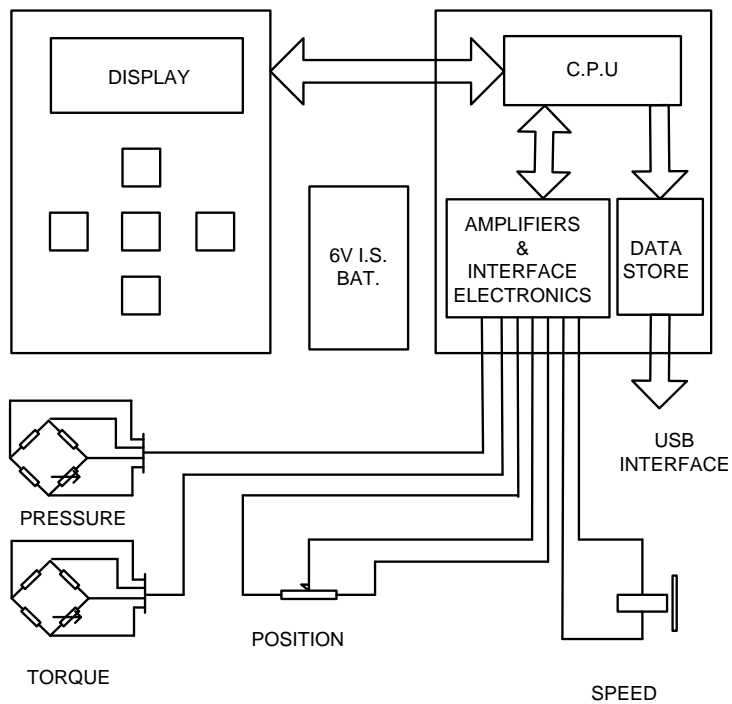 DISPLAY
C.P.U
6V I.S.
BAT.
AMPLIFIERS
&
INTERFACE
ELECTRONICS
DATA
STORE
USB
INTERFACE
PRESSURE
TORQUE
POSITION
SPEED